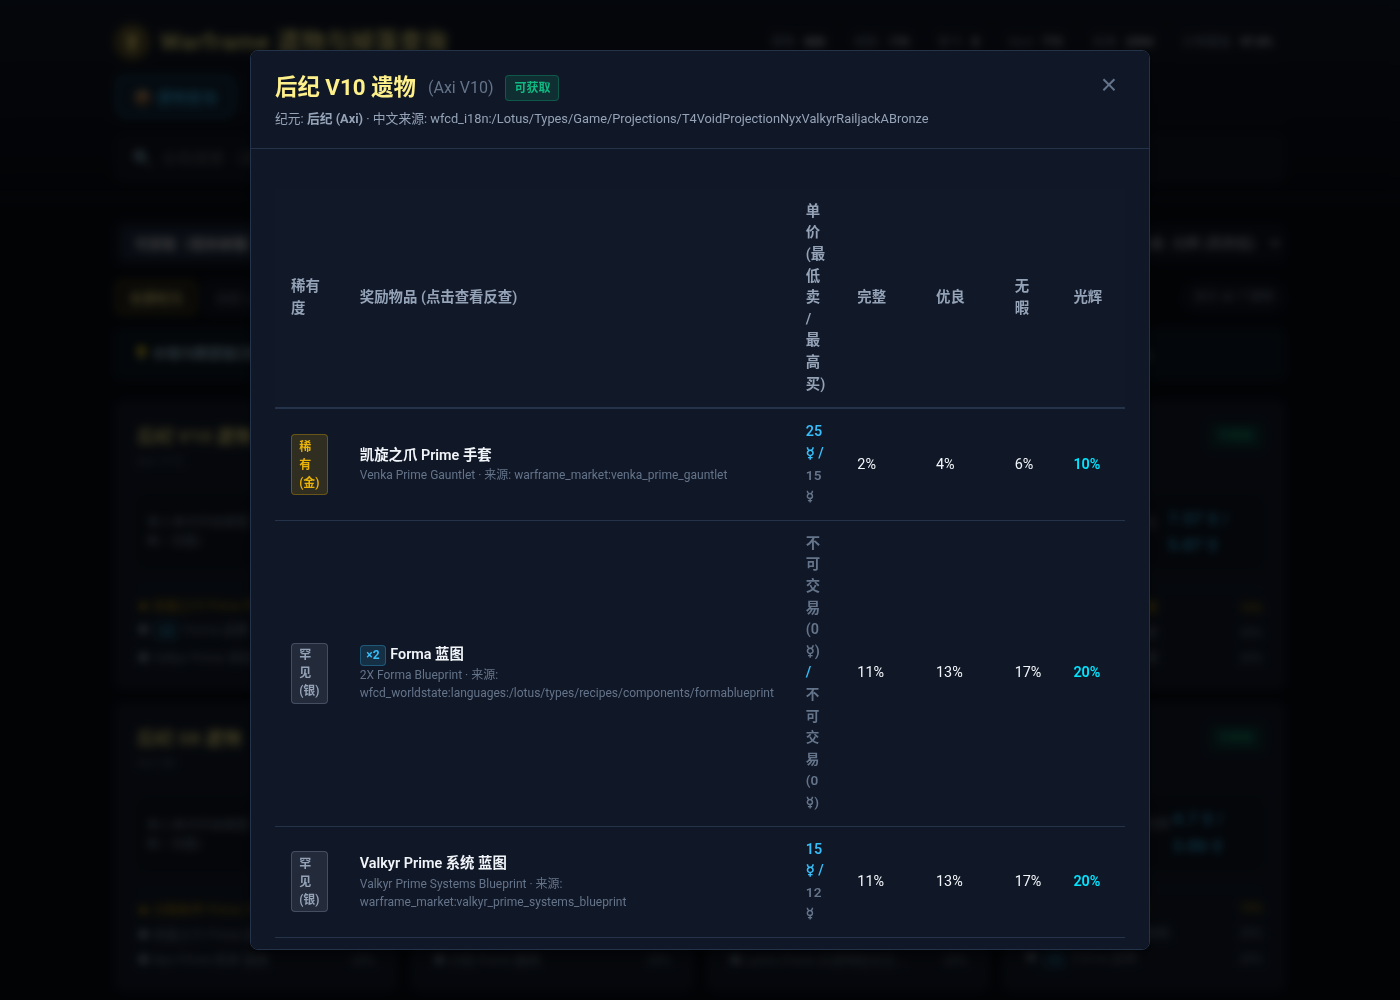 后纪 V10 遗物 (Axi V10) 可获取 ×
纪元: 后纪 (Axi) · 中文来源: wfcd_i18n:/Lotus/Types/Game/Projections/T4VoidProjectionNyxValkyrRailjackABronze
稀有
度
奖励物品 (点击查看反查)
单
价
(最
低
卖
/
最
高
买)
完整
优良
无
暇
光辉
稀
有
(金)
凯旋之爪 Prime 手套
Venka Prime Gauntlet · 来源: warframe_market:venka_prime_gauntlet
25
☿ /
15
☿
2%
4%
6%
10%
罕
见
(银)
×2 Forma 蓝图
2X Forma Blueprint · 来源:
wfcd_worldstate:languages:/lotus/types/recipes/components/formablueprint
不
可
交
易
(0
☿)
/
不
可
交
易
(0
☿)
11%
13%
17%
20%
罕
见
(银)
Valkyr Prime 系统 蓝图
Valkyr Prime Systems Blueprint · 来源:
warframe_market:valkyr_prime_systems_blueprint
15
☿ /
12
☿
11%
13%
17%
20%